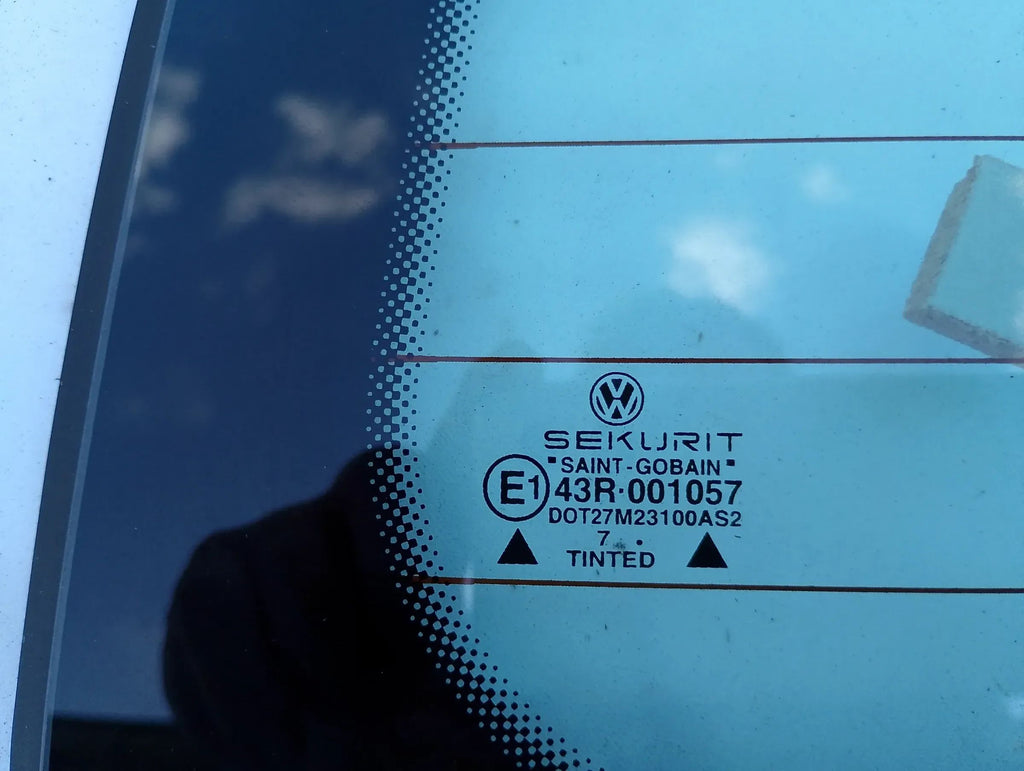 SEKURIT
SAINT-GOBAIN
E1 43R-001057
DOT27M23100AS2
7 .
TINTED